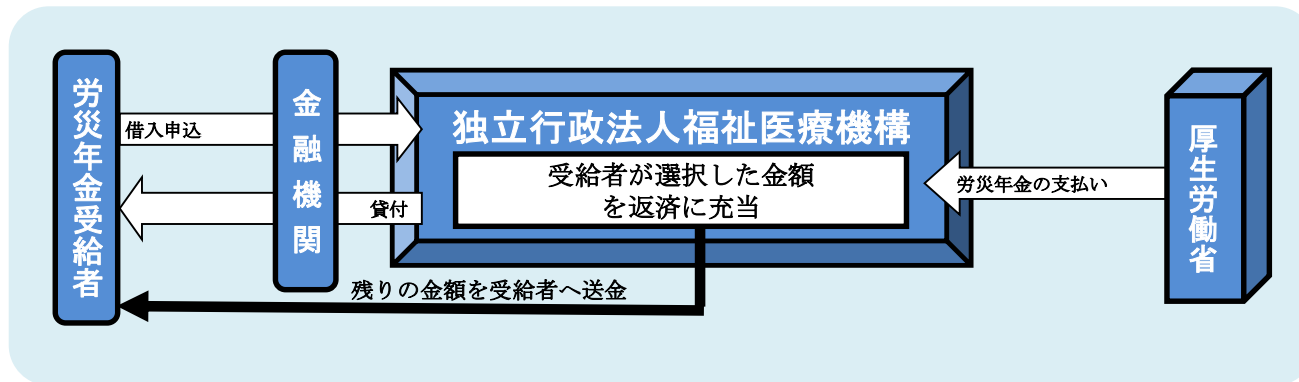 労災年金受給者
金融機関
独立行政法人福祉医療機構
受給者が選択した金額
を返済に充当
厚生労働省
借入申込
貸付
労災年金の支払い
残りの金額を受給者へ送金